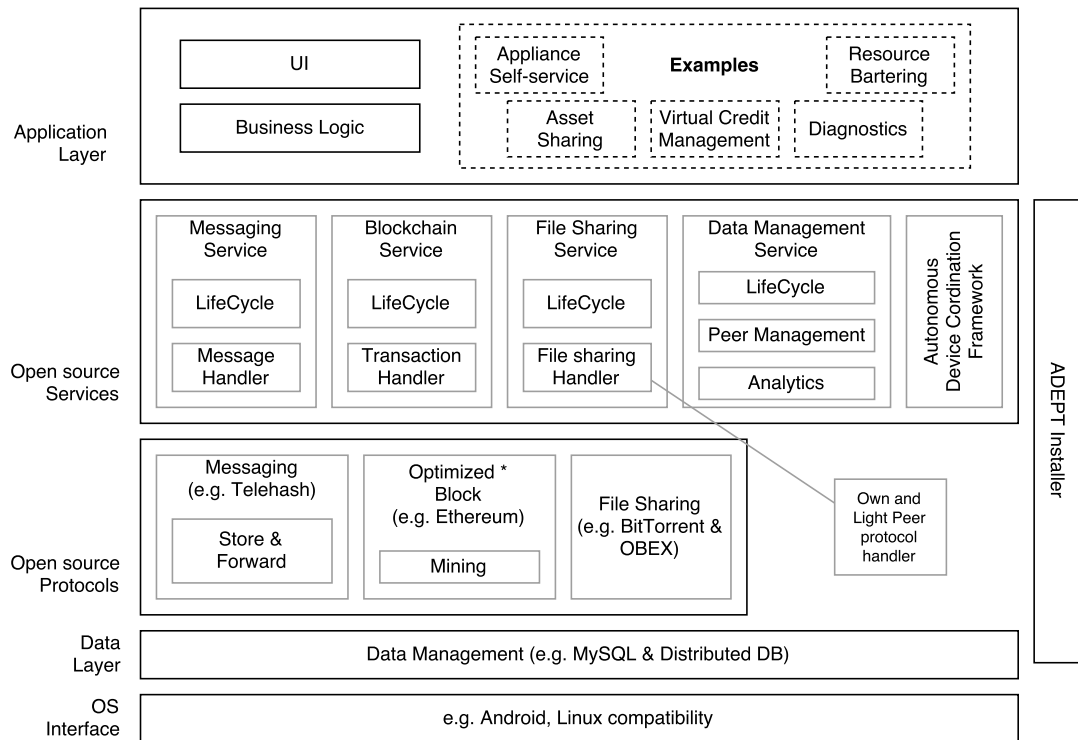 Application
Layer
UI
Business Logic
Appliance
Self-service
Examples
Resource
Bartering
Asset
Sharing
Virtual Credit
Management
Diagnostics
Open source
Services
Messaging
Service
LifeCycle
Message
Handler
Blockchain
Service
LifeCycle
Transaction
Handler
File Sharing
Service
LifeCycle
File sharing
Handler
Data Management
Service
LifeCycle
Peer Management
Analytics
Autonomous
Device Cordination
Framework
ADEPT Installer
Open source
Protocols
Messaging
(e.g. Telehash)
Store &
Forward
Optimized *
Block
(e.g. Ethereum)
Mining
File Sharing
(e.g. BitTorrent &
OBEX)
Own and
Light Peer
protocol
handler
Data
Layer
Data Management (e.g. MySQL & Distributed DB)
OS
Interface
e.g. Android, Linux compatibility